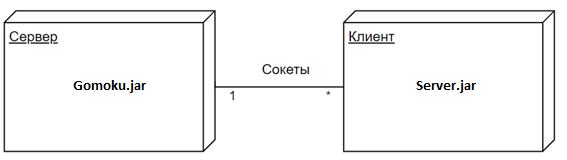 Сервер
Gomoku.jar
Сокеты
1
*
Клиент
Server.jar